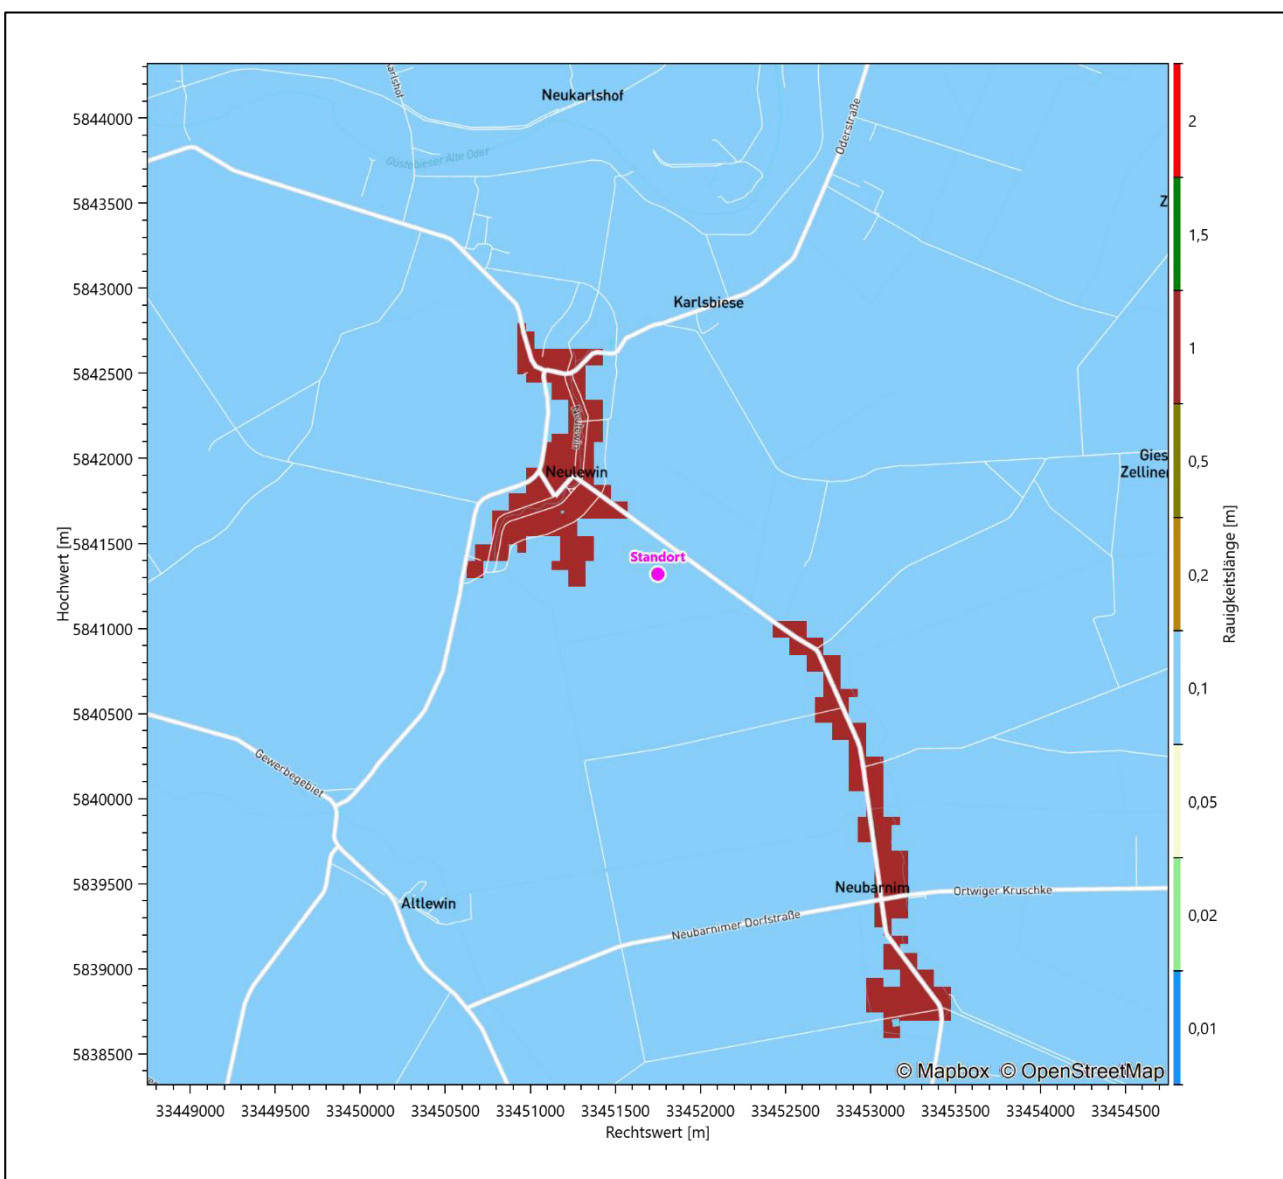 Neukarlshof
Güstebieser Alte Oder
Oderstraße
Z
Karlsbiese
Neulewin
Neulewin
Gies
Zelliner
Standort
Gewerbegebiet
Altlewin
Neubarnim
Ortwiger Kruschke
Neubarnimer Dorfstraße
© Mapbox © OpenStreetMap
5844000
5843500
5843000
5842500
5842000
5841500
5841000
5840500
5840000
5839500
5839000
5838500
Hochwert [m]
33449000 33449500 33450000 33450500 33451000 33451500 33452000 33452500 33453000 33453500 33454000 33454500
Rechtswert [m]
2
1,5
1
0,5
0,2
0,1
0,05
0,02
0,01
Rauigkeitslänge [m]